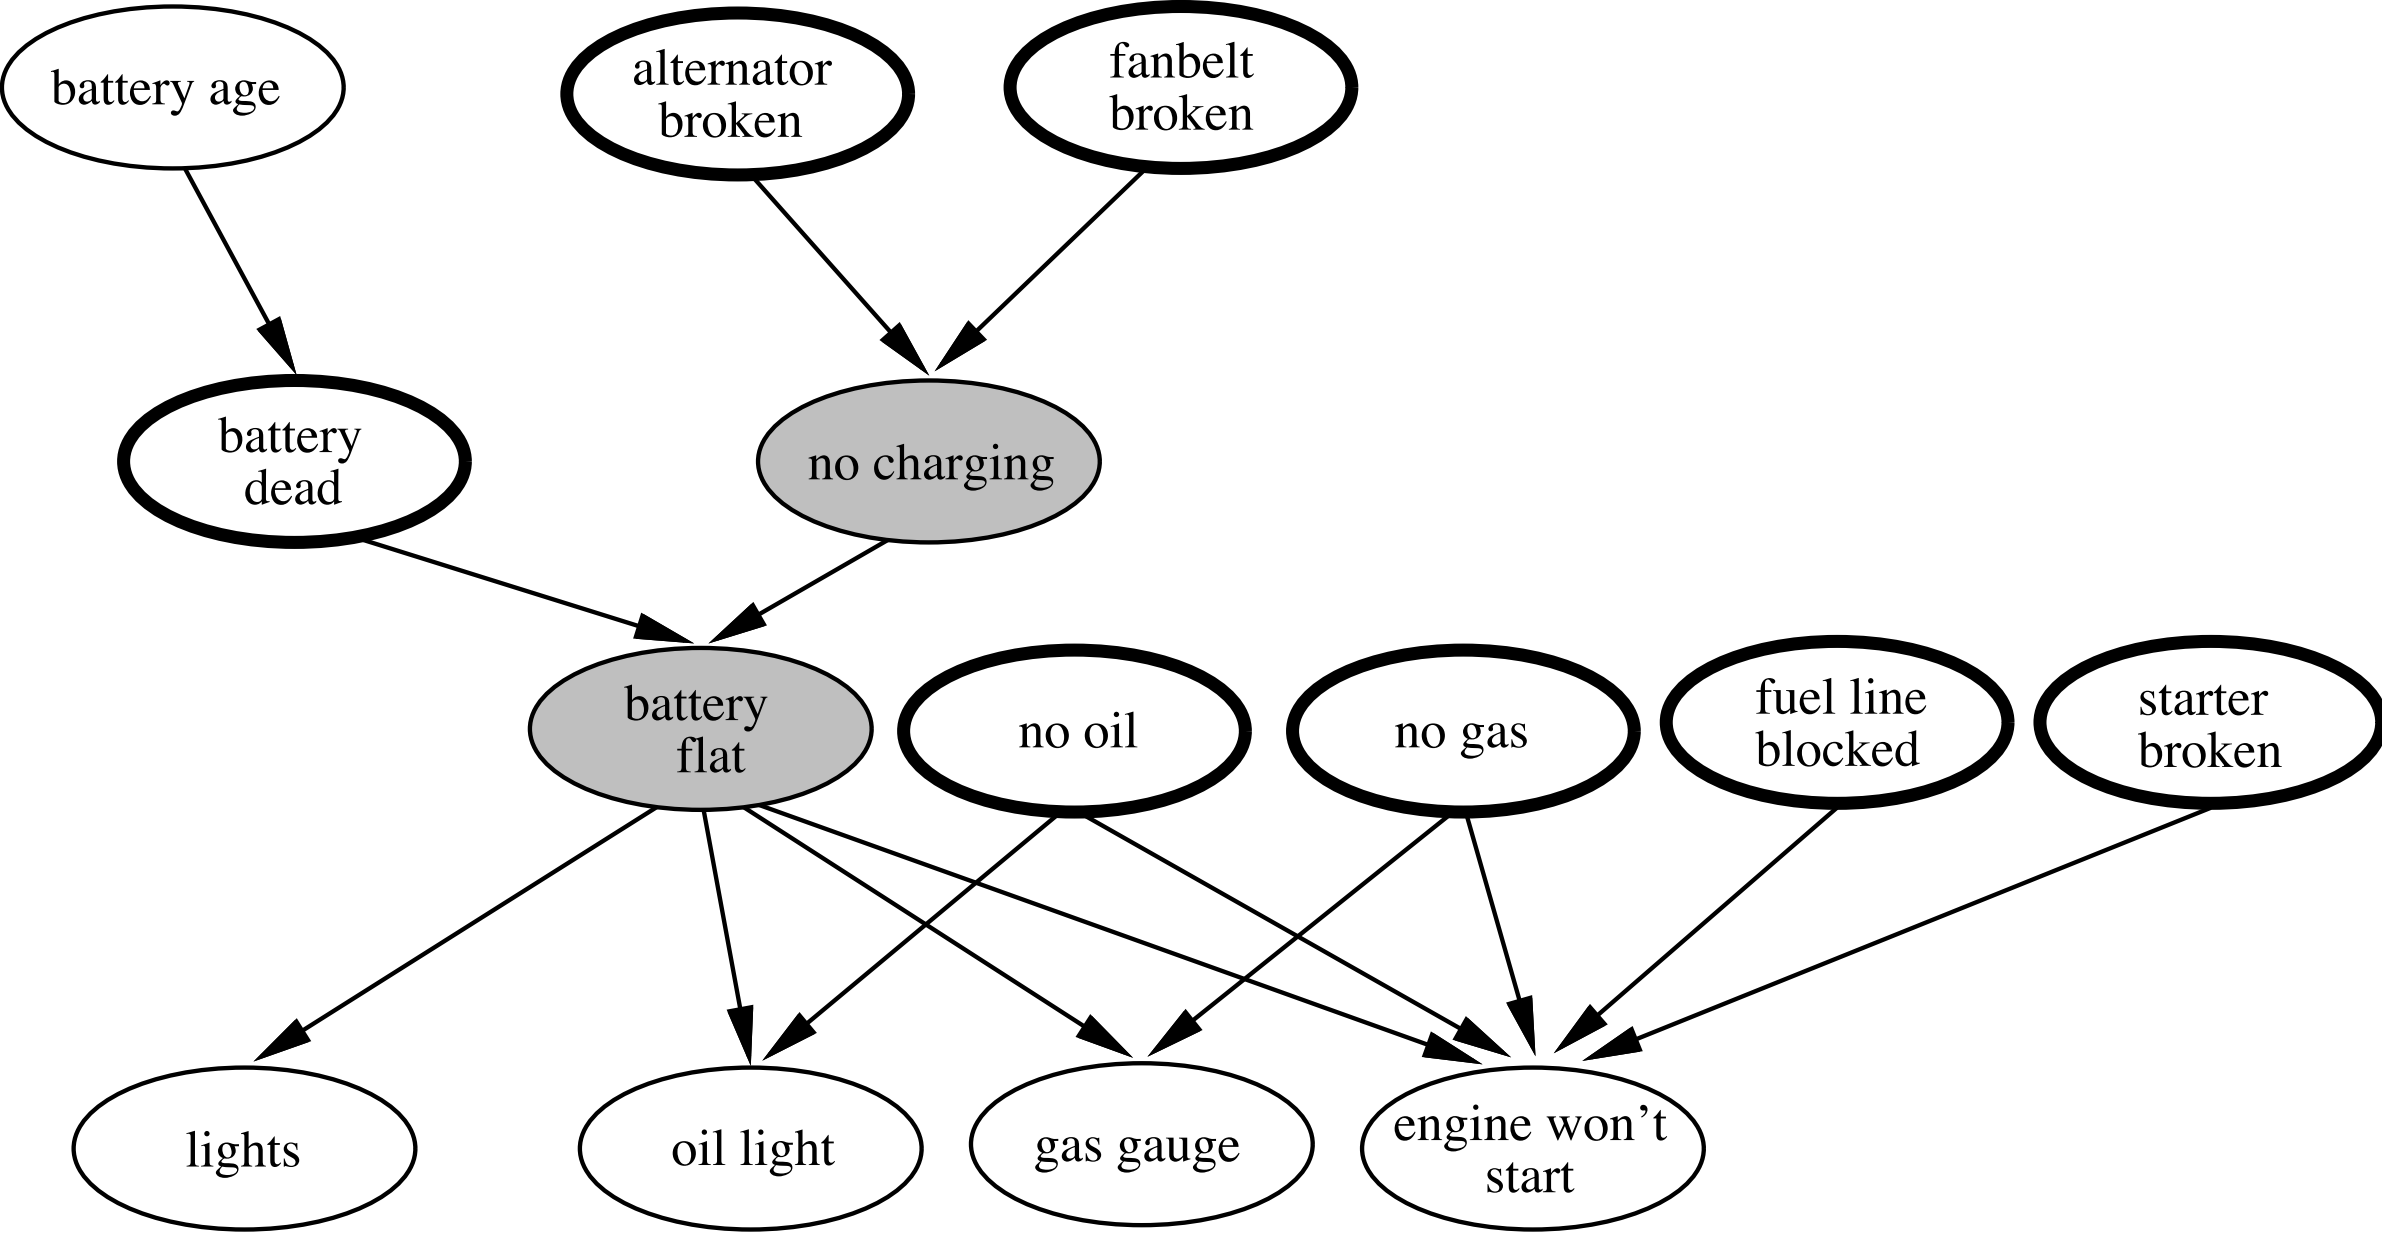 battery age
alternator
broken
fanbelt
broken
battery
dead
no charging
battery
flat
no oil
no gas
fuel line
blocked
starter
broken
lights
oil light
gas gauge
engine won’t
start